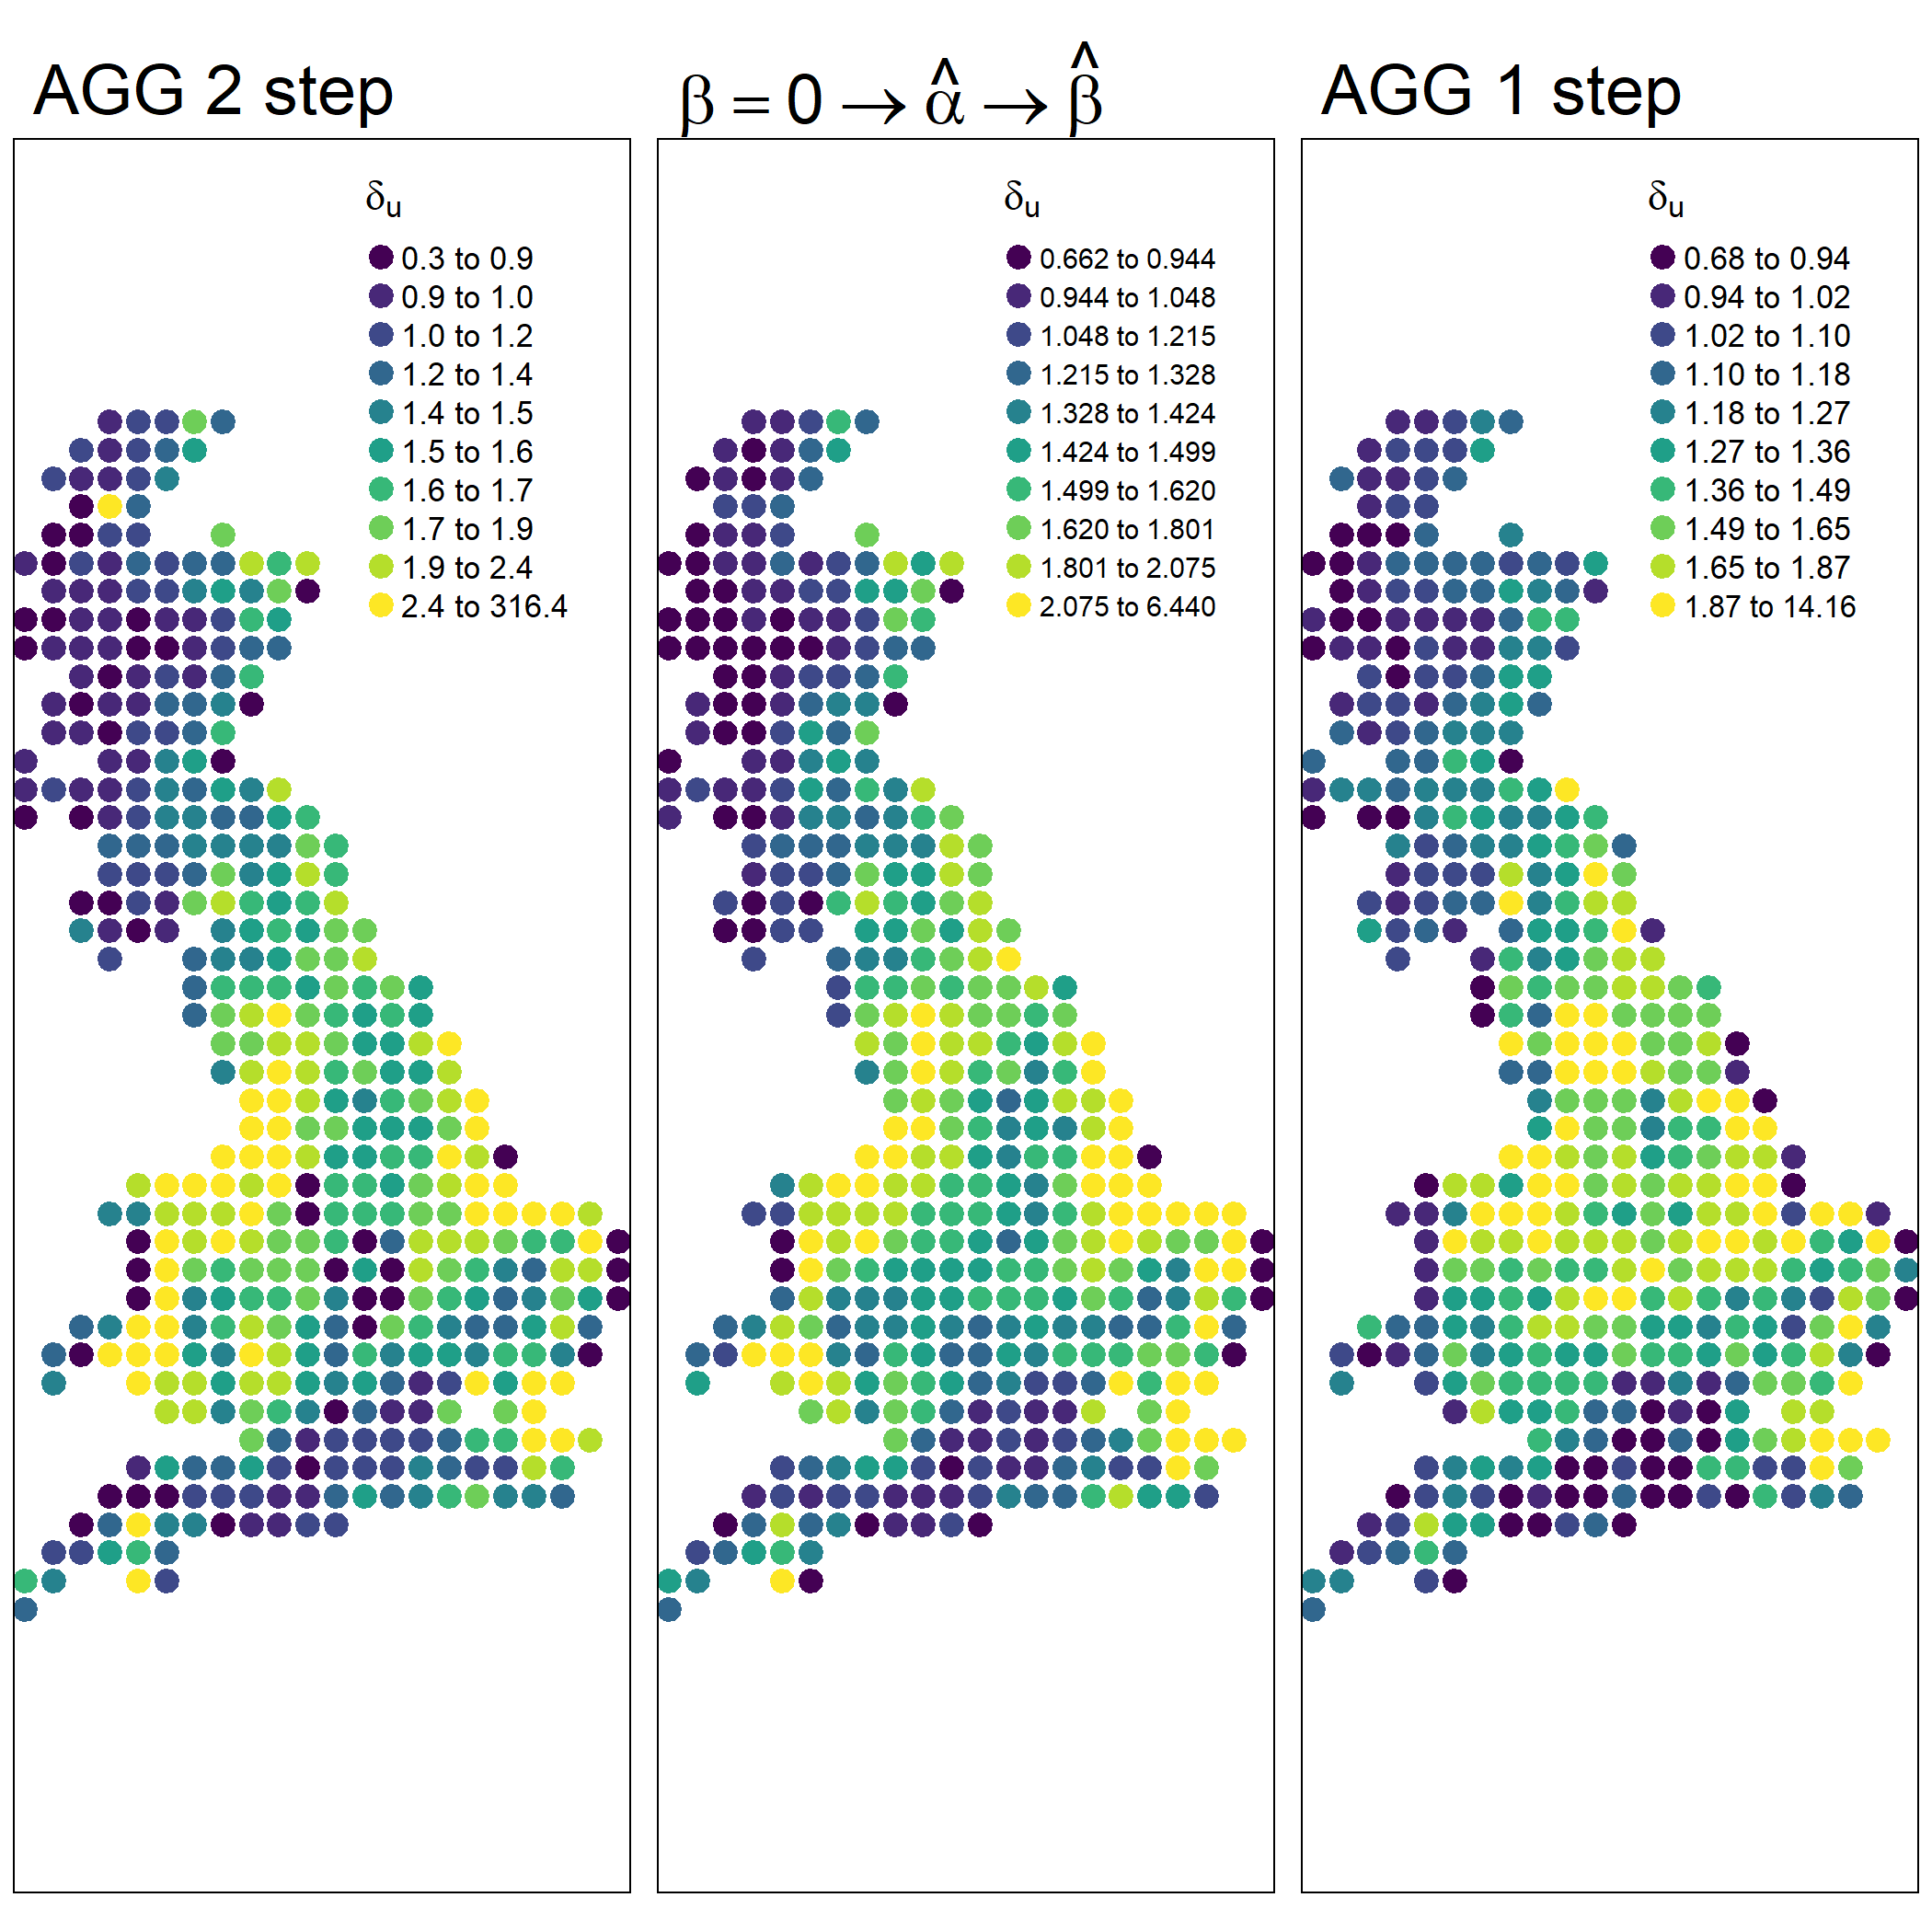 AGG 2 step
δu
0.3 to 0.9
0.9 to 1.0
1.0 to 1.2
1.2 to 1.4
1.4 to 1.5
1.5 to 1.6
1.6 to 1.7
1.7 to 1.9
1.9 to 2.4
2.4 to 316.4
β = 0 → α̂ → β̂
δu
0.662 to 0.944
0.944 to 1.048
1.048 to 1.215
1.215 to 1.328
1.328 to 1.424
1.424 to 1.499
1.499 to 1.620
1.620 to 1.801
1.801 to 2.075
2.075 to 6.440
AGG 1 step
δu
0.68 to 0.94
0.94 to 1.02
1.02 to 1.10
1.10 to 1.18
1.18 to 1.27
1.27 to 1.36
1.36 to 1.49
1.49 to 1.65
1.65 to 1.87
1.87 to 14.16